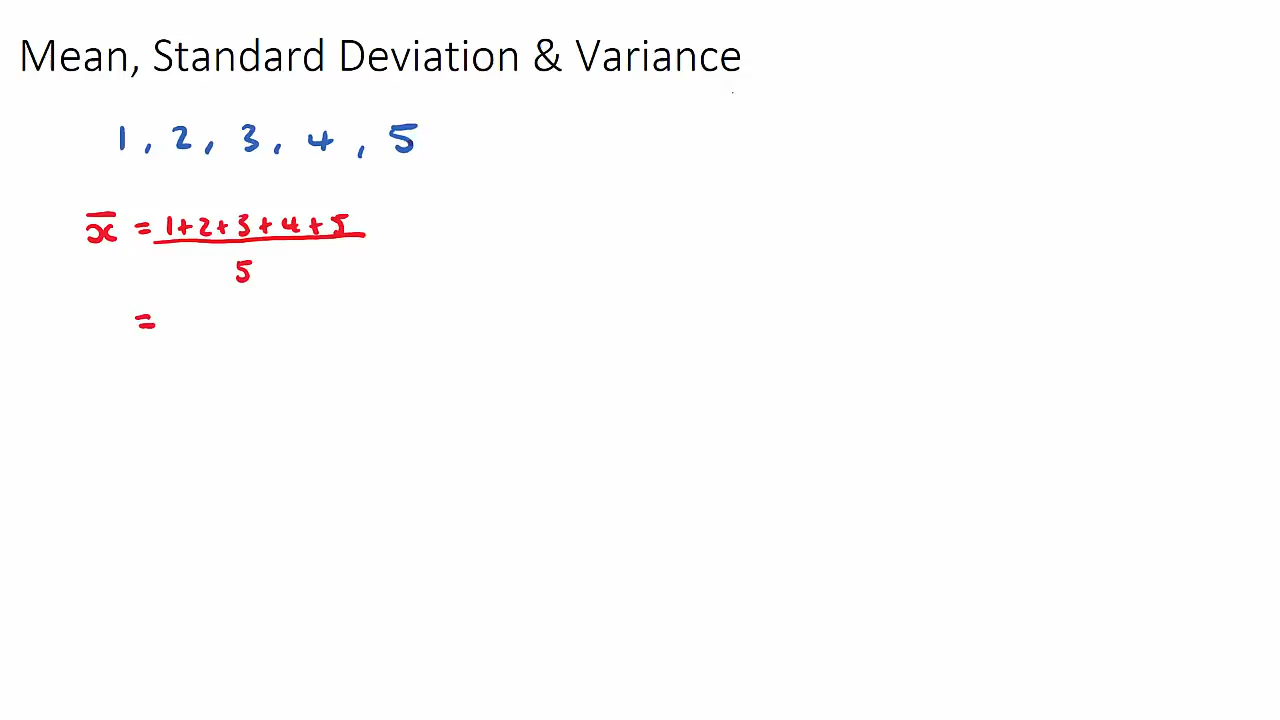 Mean, Standard Deviation & Variance
1, 2, 3, 4, 5
x̄ = 1+2+3+4+5
5
=